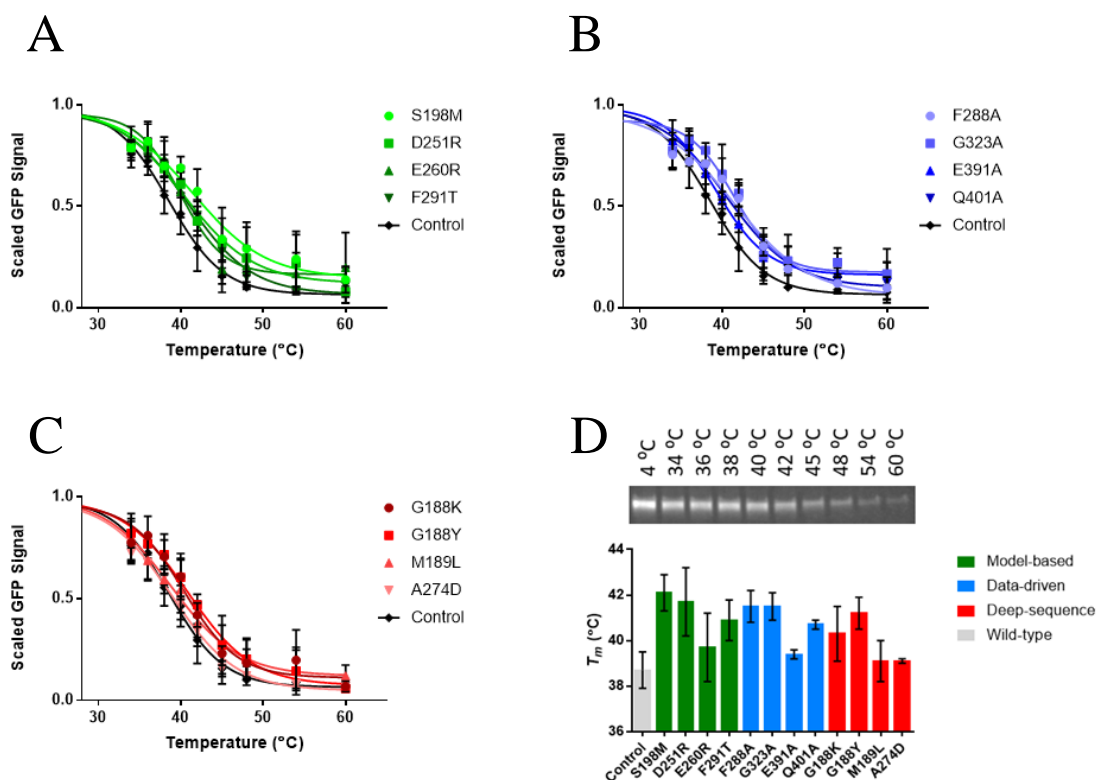 A
1.0
0.5
0.0
Scaled GFP Signal
30 40 50 60
Temperature (°C)
S198M
D251R
E260R
F291T
Control
B
1.0
0.5
0.0
Scaled GFP Signal
30 40 50 60
Temperature (°C)
F288A
G323A
E391A
Q401A
Control
C
1.0
0.5
0.0
Scaled GFP Signal
30 40 50 60
Temperature (°C)
G188K
G188Y
M189L
A274D
Control
D
4 °C 34 °C 36 °C 38 °C 40 °C 42 °C 45 °C 48 °C 54 °C 60 °C
44
42
40
38
36
Tm (°C)
Control S198M D251R E260R F291T F288A G323A E391A Q401A G188K G188Y M189L A274D
Model-based
Data-driven
Deep-sequence
Wild-type